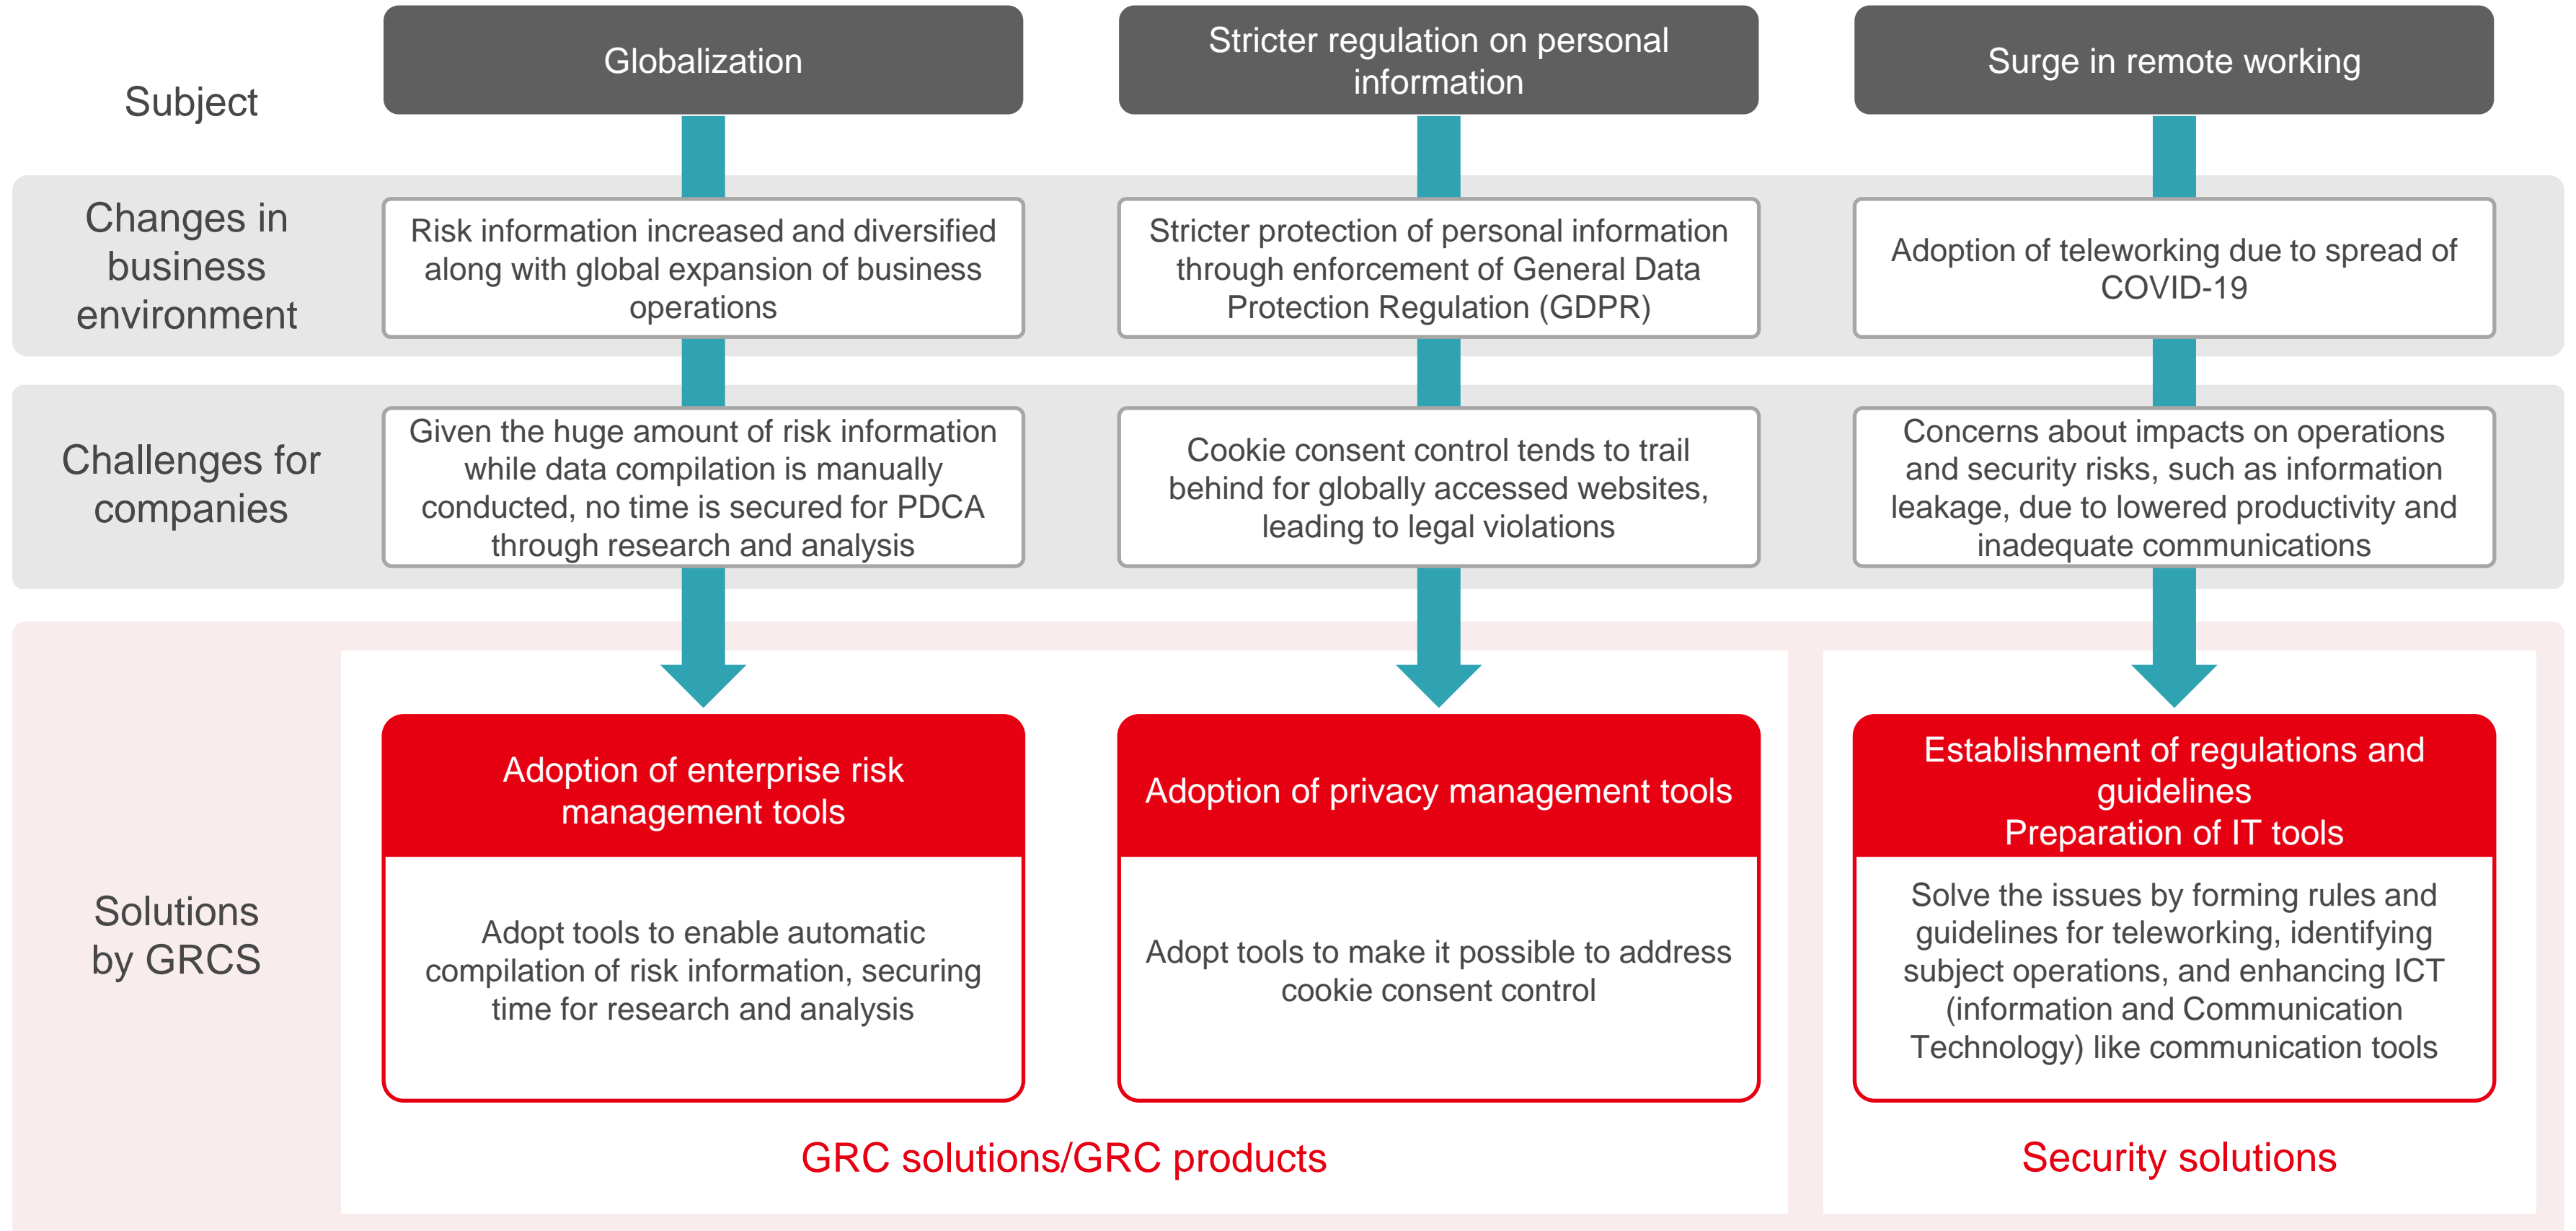 Subject
Globalization
Stricter regulation on personal
information
Surge in remote working
Changes in
business
environment
Risk information increased and diversified
along with global expansion of business
operations
Stricter protection of personal information
through enforcement of General Data
Protection Regulation (GDPR)
Adoption of teleworking due to spread of
COVID-19
Challenges for
companies
Given the huge amount of risk information
while data compilation is manually
conducted, no time is secured for PDCA
through research and analysis
Cookie consent control tends to trail
behind for globally accessed websites,
leading to legal violations
Concerns about impacts on operations
and security risks, such as information
leakage, due to lowered productivity and
inadequate communications
Solutions
by GRCS
Adoption of enterprise risk
management tools
Adopt tools to enable automatic
compilation of risk information, securing
time for research and analysis
Adoption of privacy management tools
Adopt tools to make it possible to address
cookie consent control
GRC solutions/GRC products
Establishment of regulations and
guidelines
Preparation of IT tools
Solve the issues by forming rules and
guidelines for teleworking, identifying
subject operations, and enhancing ICT
(information and Communication
Technology) like communication tools
Security solutions